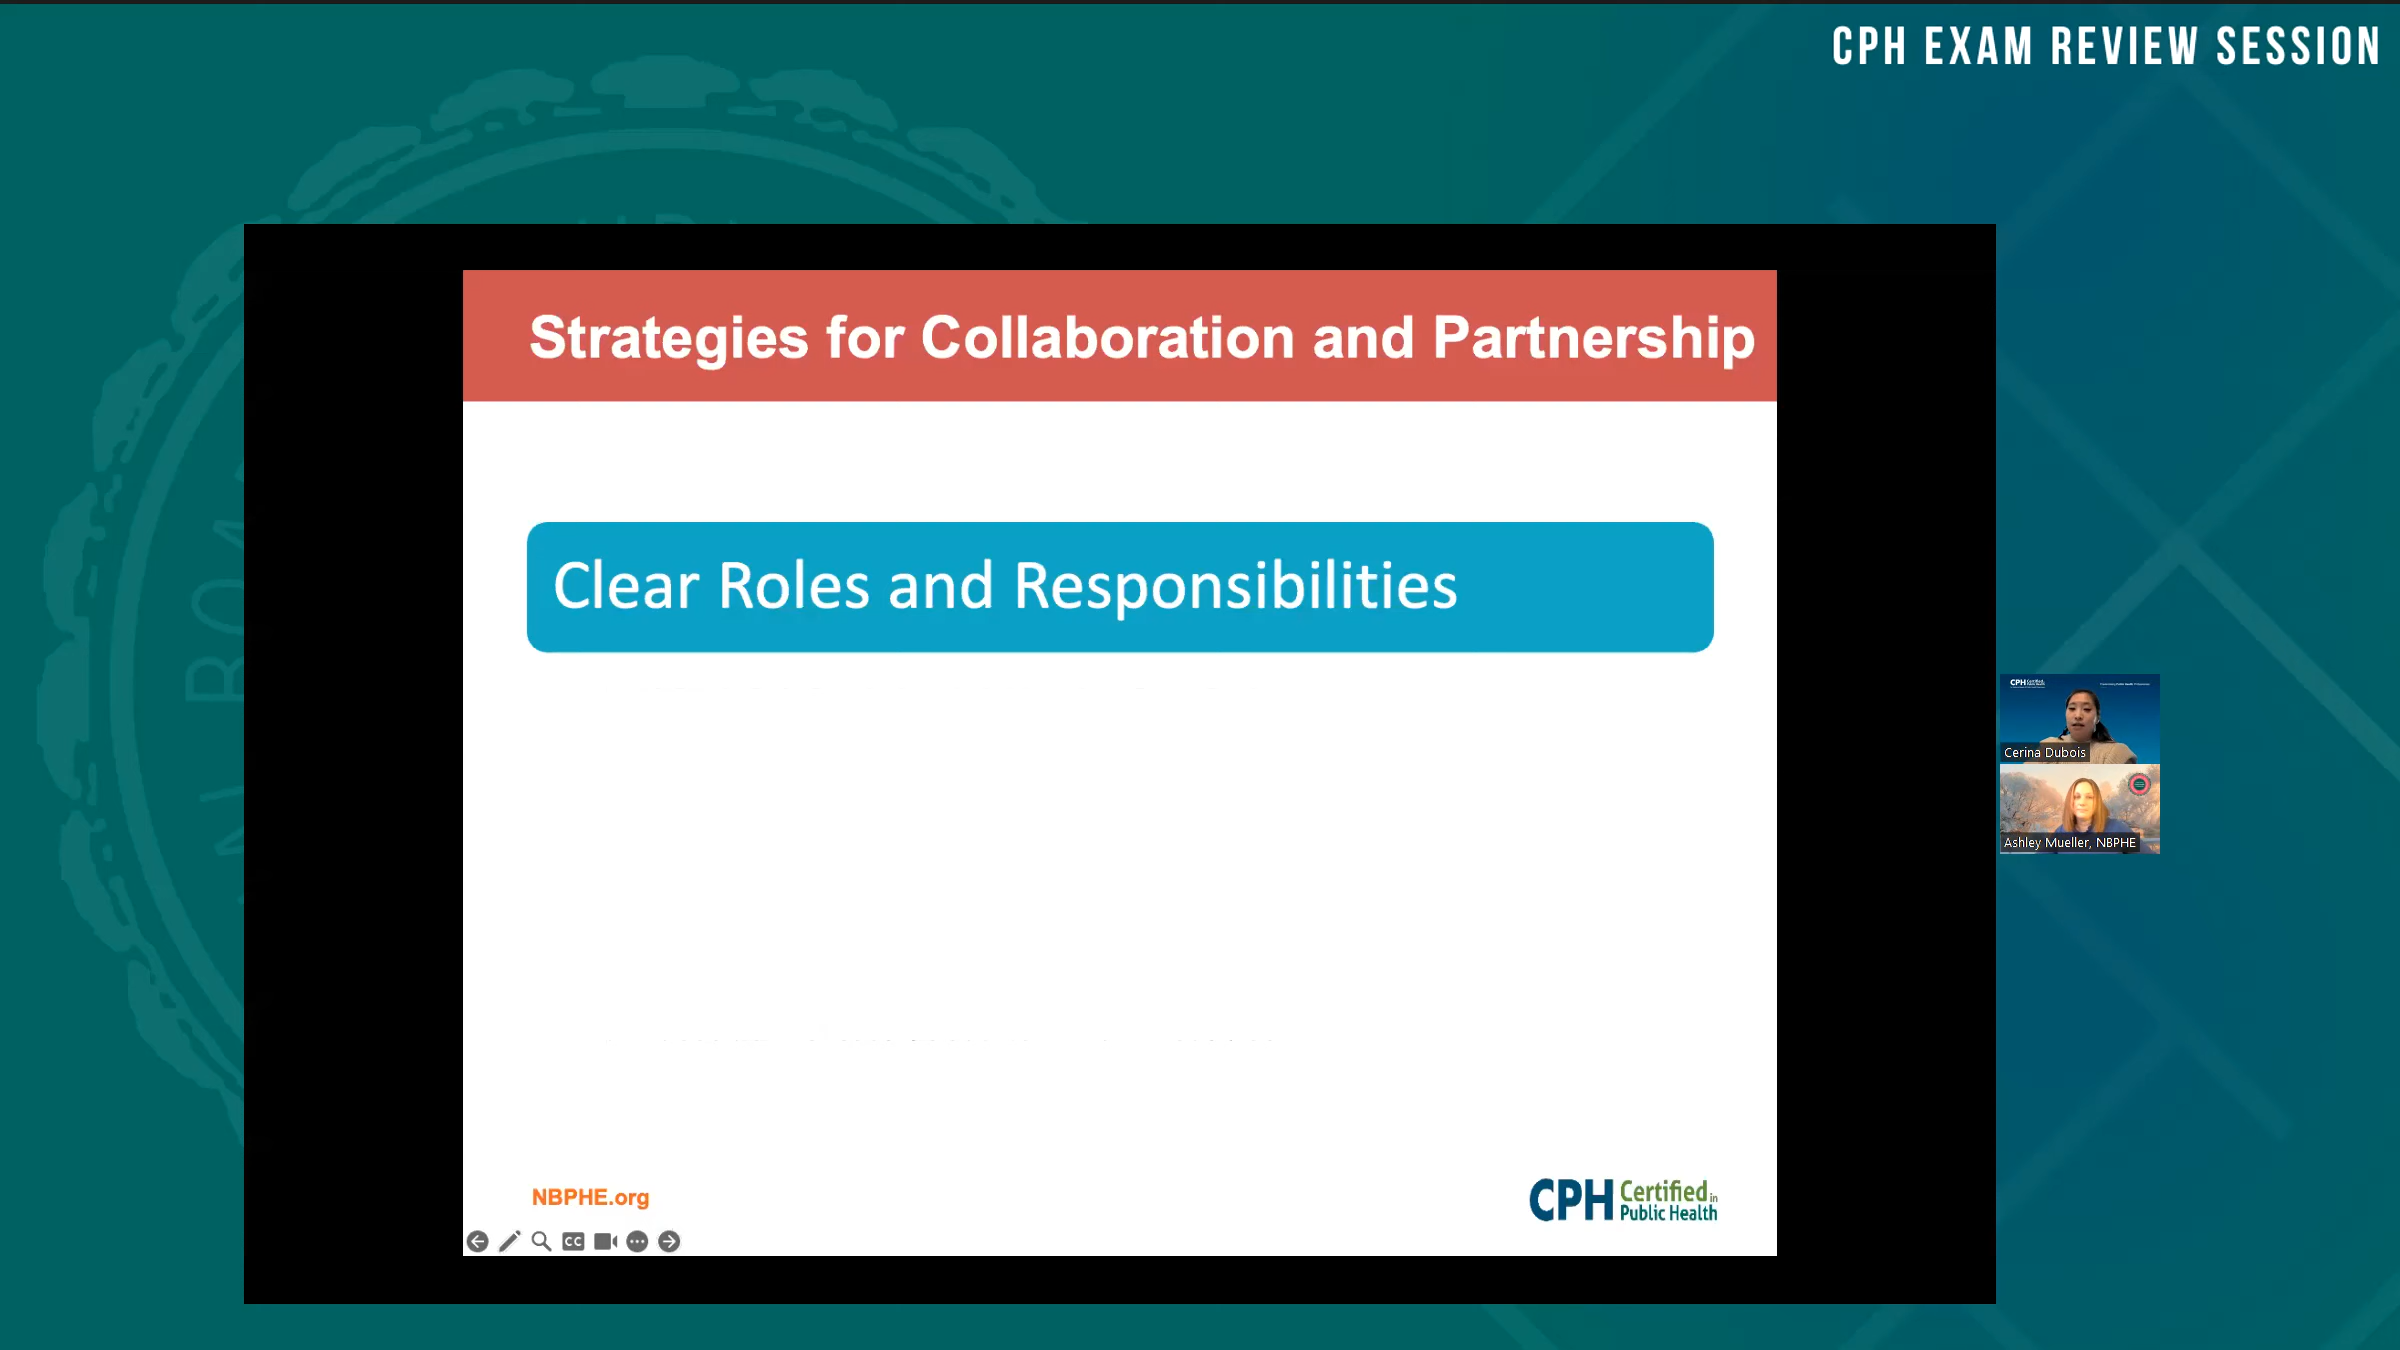 CPH EXAM REVIEW SESSION
Strategies for Collaboration and Partnership
Clear Roles and Responsibilities
Cerina Dubois
Ashley Mueller, NBPHE
NBPHE.org
CPH Certified in
Public Health
CC